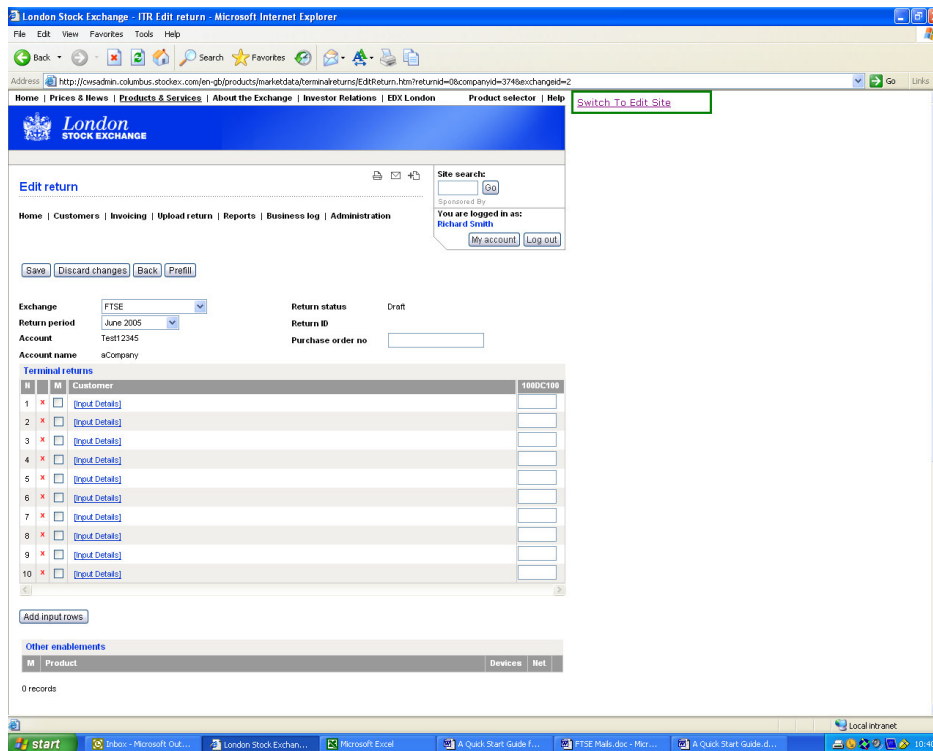 London Stock Exchange - ITR Edit return - Microsoft Internet Explorer
File Edit View Favorites Tools Help
Back Search Favorites
Address http://cwsadmin.columbus.stockex.com/en-gb/products/marketdata/terminalreturns/EditReturn.htm?returnid=0&companyid=374&exchangeid=2 Go Links
Home | Prices & News | Products & Services | About the Exchange | Investor Relations | EDX London Product selector | Help
Switch To Edit Site
London
STOCK EXCHANGE
Edit return
Site search:
Go
Sponsored By
Home | Customers | Invoicing | Upload return | Reports | Business log | Administration
You are logged in as:
Richard Smith
My account Log out
Save Discard changes Back Prefill
Exchange FTSE Return status Draft
Return period June 2005 Return ID
Account Test12345 Purchase order no
Account name aCompany
Terminal returns
N M Customer 100DC100
1 x [Input Details]
2 x [Input Details]
3 x [Input Details]
4 x [Input Details]
5 x [Input Details]
6 x [Input Details]
7 x [Input Details]
8 x [Input Details]
9 x [Input Details]
10 x [Input Details]
Add input rows
Other enablements
M Product Devices Net
0 records
Local intranet
start Inbox - Microsoft Out... London Stock Exchan... Microsoft Excel A Quick Start Guide f... FTSE Mails.doc - Micr... A Quick Start Guide.d...